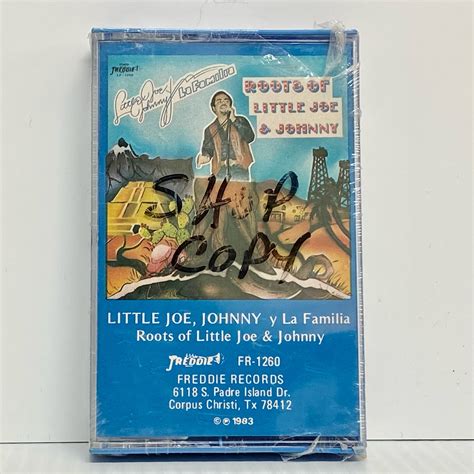 FREDDIE
Little Joe
Johnny y La Familia
ROOTS OF
LITTLE JOE
& JOHNNY
SHOP
COPY
LITTLE JOE, JOHNNY y La Familia
Roots of Little Joe & Johnny
FREDDIE FR-1260
FREDDIE RECORDS
6118 S. Padre Island Dr.
Corpus Christi, Tx 78412
© ℗ 1983